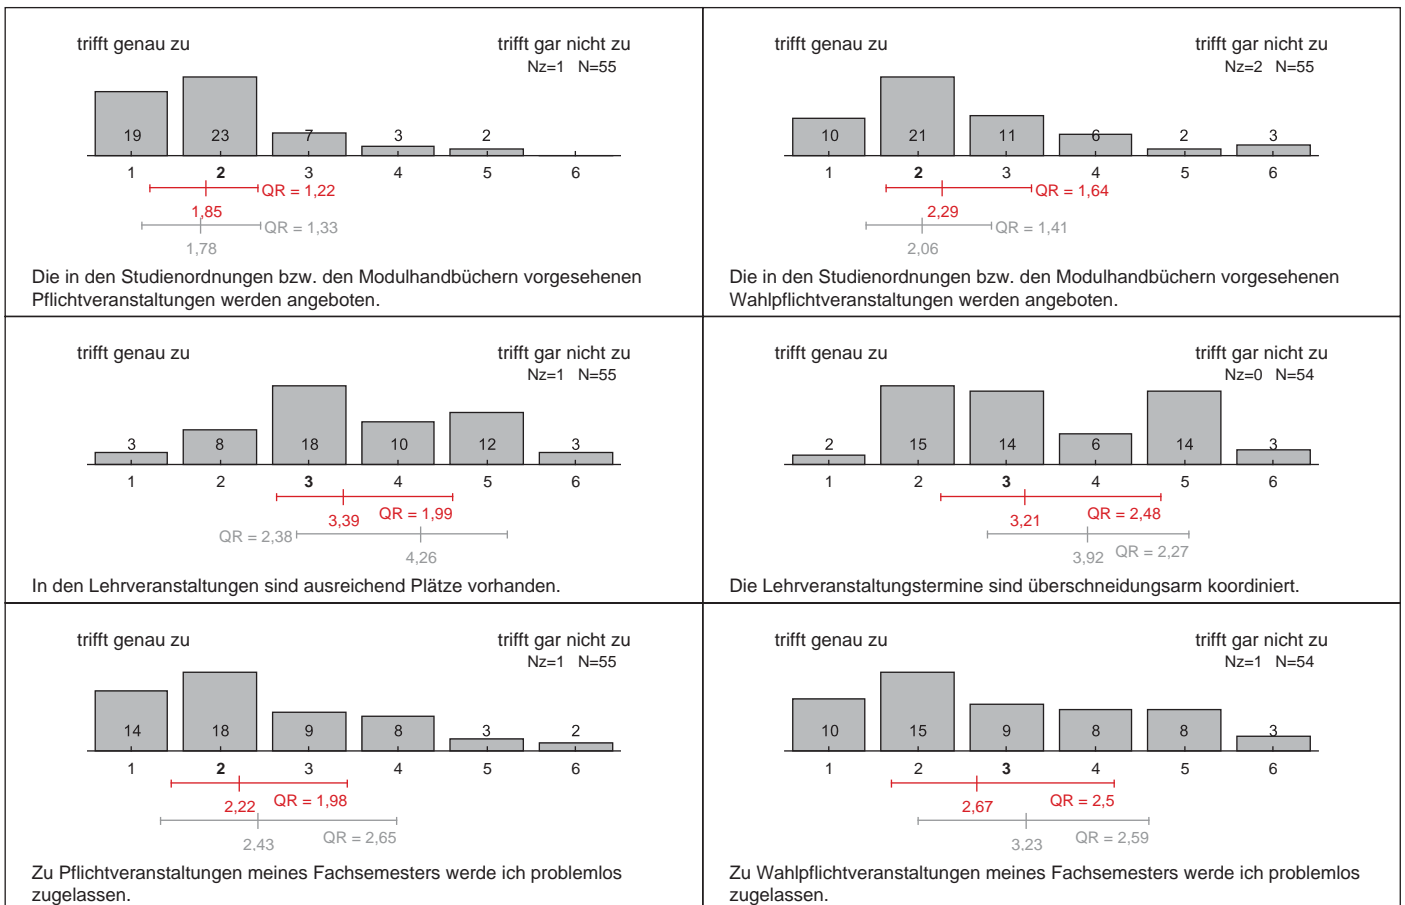 trifft genau zu
trifft gar nicht zu
Nz=1 N=55
19 23 7 3 2
1 2 3 4 5 6
QR = 1,22
1,85
QR = 1,33
1,78
Die in den Studienordnungen bzw. den Modulhandbüchern vorgesehenen
Pflichtveranstaltungen werden angeboten.
trifft genau zu
trifft gar nicht zu
Nz=2 N=55
10 21 11 6 2 3
1 2 3 4 5 6
QR = 1,64
2,29
QR = 1,41
2,06
Die in den Studienordnungen bzw. den Modulhandbüchern vorgesehenen
Wahlpflichtveranstaltungen werden angeboten.
trifft genau zu
trifft gar nicht zu
Nz=1 N=55
3 8 18 10 12 3
1 2 3 4 5 6
3,39 QR = 1,99
QR = 2,38
4,26
In den Lehrveranstaltungen sind ausreichend Plätze vorhanden.
trifft genau zu
trifft gar nicht zu
Nz=0 N=54
2 15 14 6 14 3
1 2 3 4 5 6
3,21 QR = 2,48
3,92 QR = 2,27
Die Lehrveranstaltungstermine sind überschneidungsarm koordiniert.
trifft genau zu
trifft gar nicht zu
Nz=1 N=55
14 18 9 8 3 2
1 2 3 4 5 6
2,22 QR = 1,98
2,43 QR = 2,65
Zu Pflichtveranstaltungen meines Fachsemesters werde ich problemlos
zugelassen.
trifft genau zu
trifft gar nicht zu
Nz=1 N=54
10 15 9 8 8 3
1 2 3 4 5 6
2,67 QR = 2,5
3,23 QR = 2,59
Zu Wahlpflichtveranstaltungen meines Fachsemesters werde ich problemlos
zugelassen.